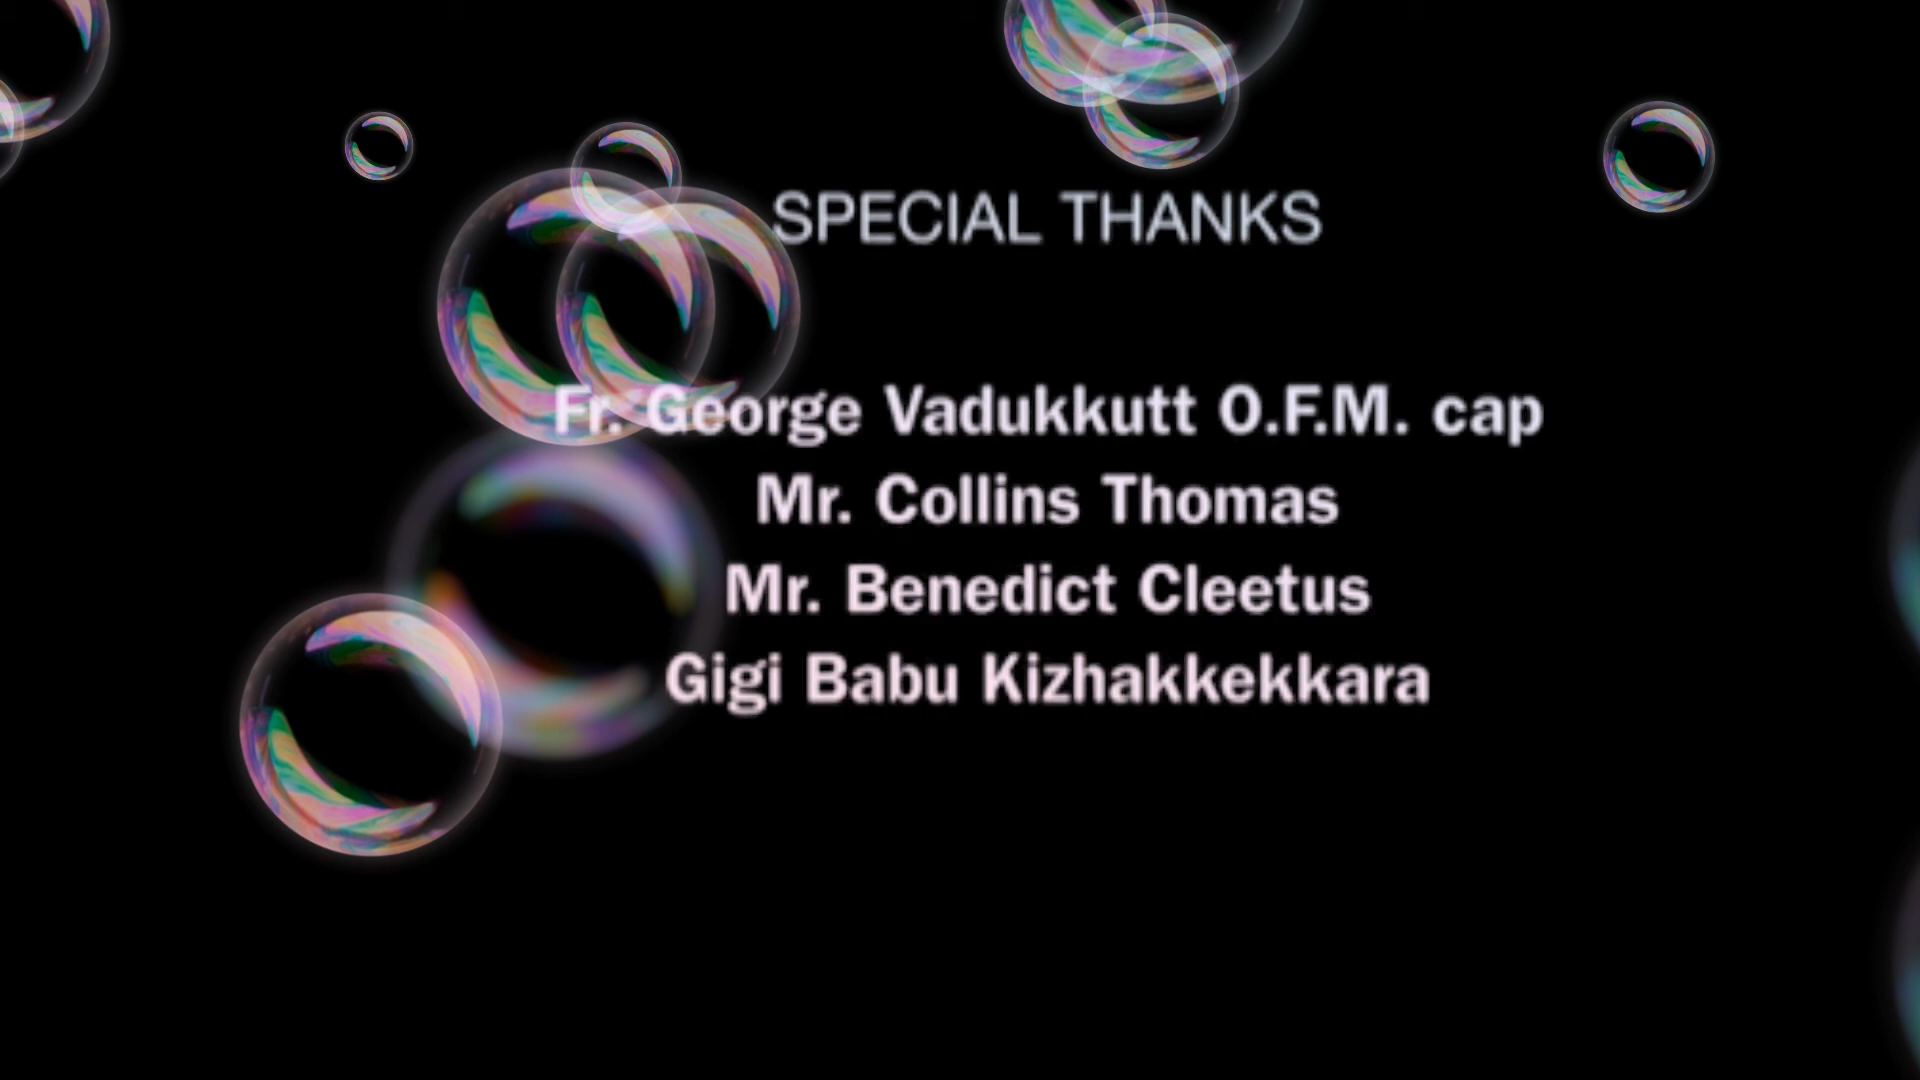 SPECIAL THANKS
Fr. George Vadukkutt O.F.M. cap
Mr. Collins Thomas
Mr. Benedict Cleetus
Gigi Babu Kizhakkekkara